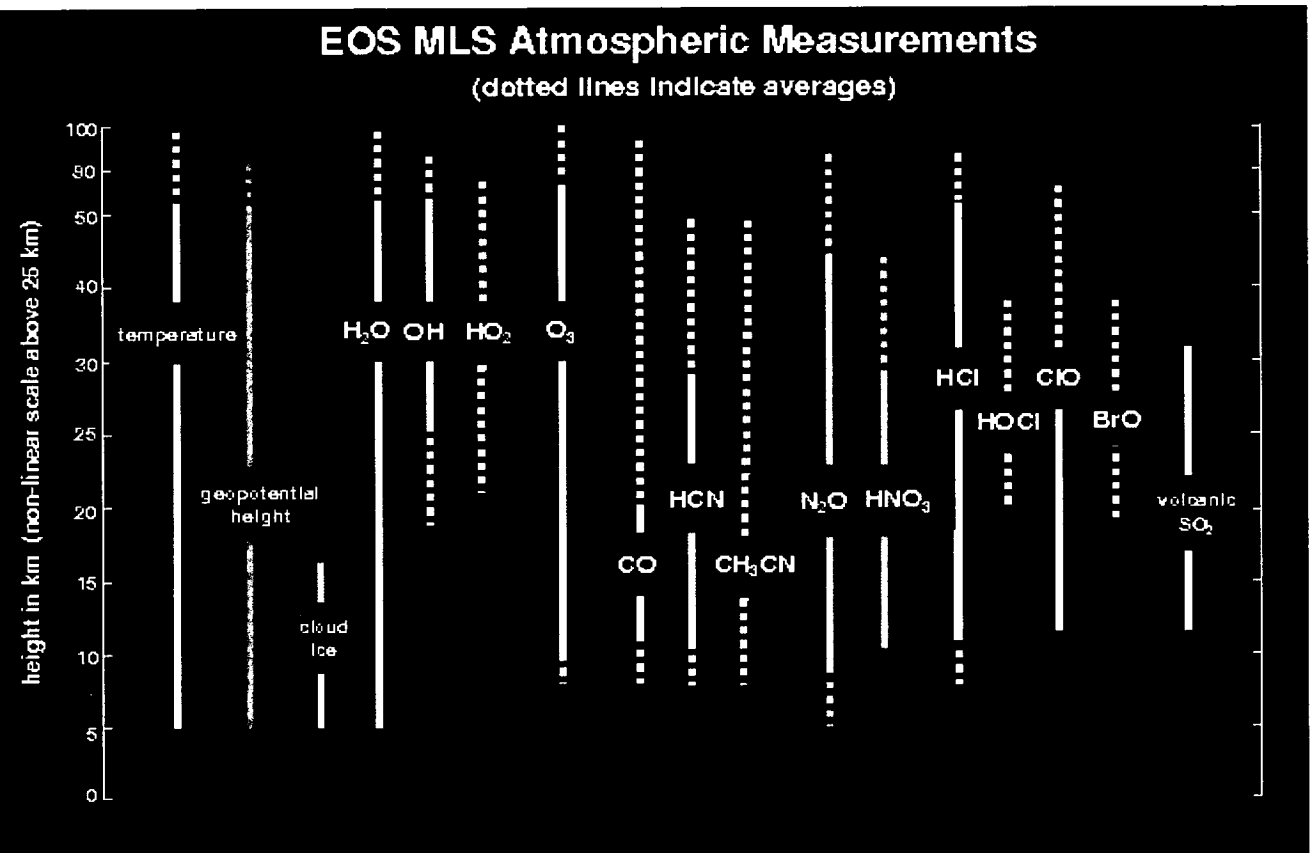 EOS MLS Atmospheric Measurements
(dotted lines indicate averages)
height in km (non-linear scale above 25 km)
100
80
50
40
30
25
20
15
10
5
0
temperature
geopotential
height
cloud
ice
H₂O
OH
HO₂
O₃
CO
HCN
CH₃CN
N₂O
HNO₃
HCl
HOCl
ClO
BrO
volcanic
SO₂